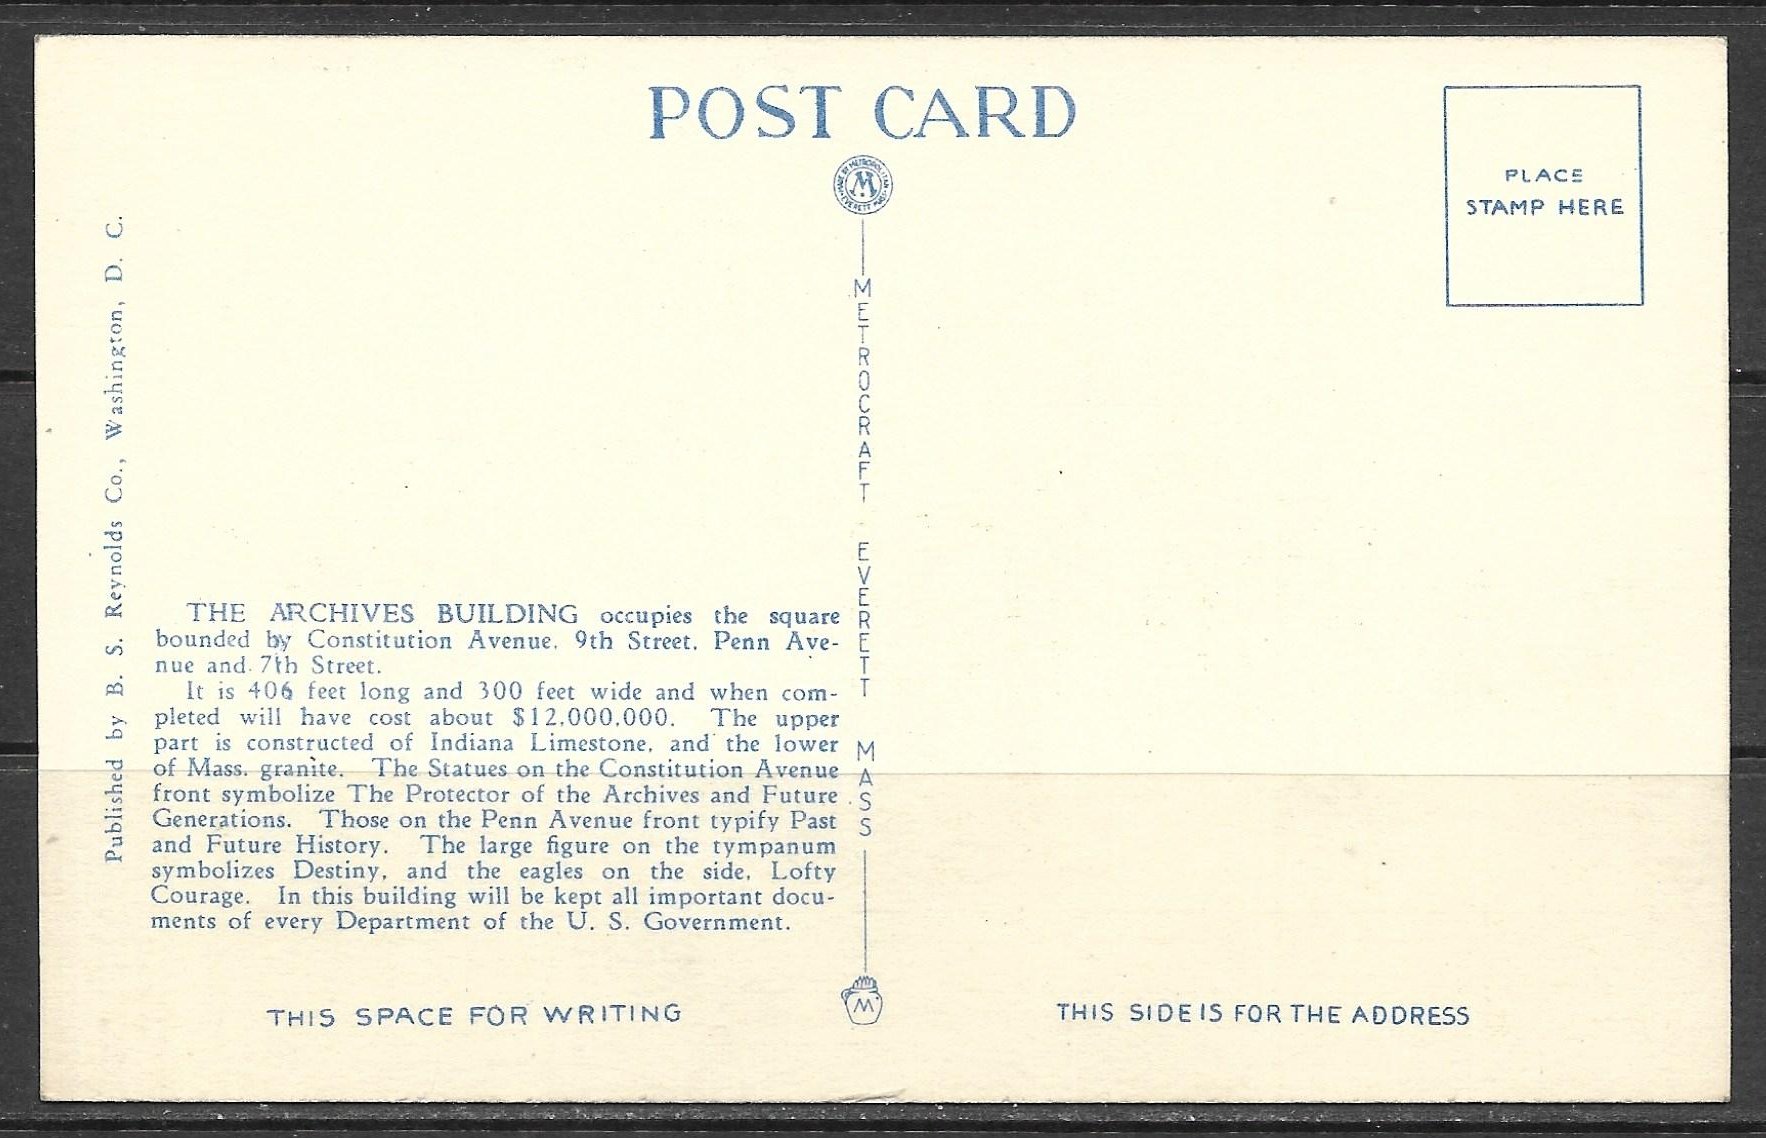 POST CARD
PLACE
STAMP HERE
MADE BY METROPOLITAN
M
EVERETT MASS.
METROCRAFT EVERETT MASS
Published by B. S. Reynolds Co., Washington, D. C.
THE ARCHIVES BUILDING occupies the square
bounded by Constitution Avenue, 9th Street, Penn Ave-
nue and 7th Street.
It is 406 feet long and 300 feet wide and when com-
pleted will have cost about $12,000,000. The upper
part is constructed of Indiana Limestone, and the lower
of Mass. granite. The Statues on the Constitution Avenue
front symbolize The Protector of the Archives and Future
Generations. Those on the Penn Avenue front typify Past
and Future History. The large figure on the tympanum
symbolizes Destiny, and the eagles on the side, Lofty
Courage. In this building will be kept all important docu-
ments of every Department of the U. S. Government.
THIS SPACE FOR WRITING
M
THIS SIDE IS FOR THE ADDRESS